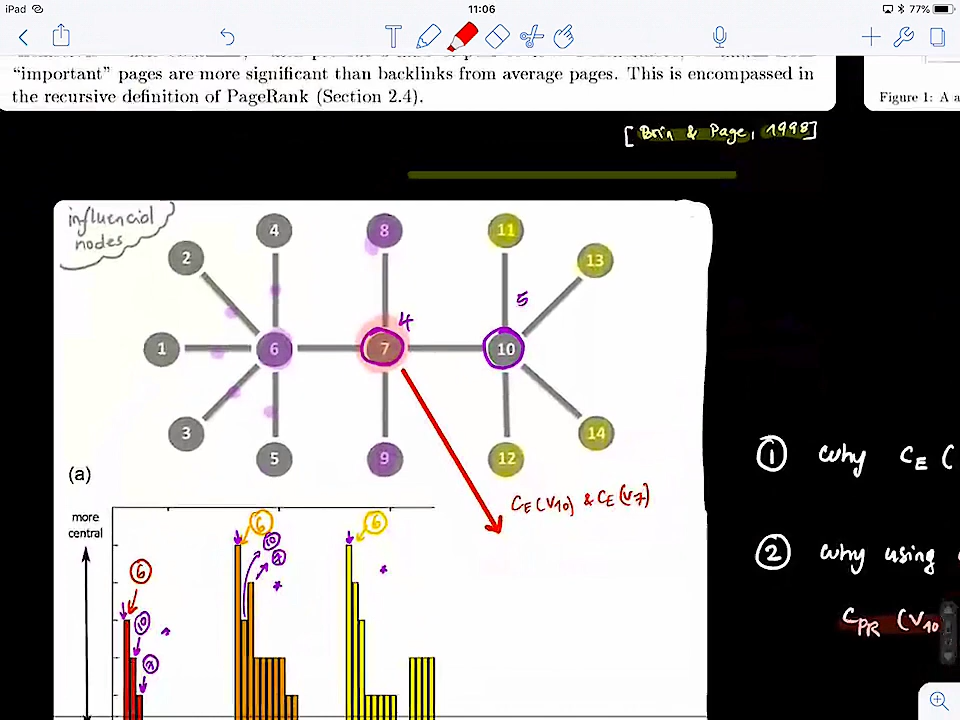 iPad
11:06
77%
T
"important" pages are more significant than backlinks from average pages. This is encompassed in
the recursive definition of PageRank (Section 2.4).
Figure 1: A a
[ Brin & Page, 1998]
influencial
nodes
4
8
11
2
13
5
4
1
6
7
10
3
14
5
9
12
(a)
CE (V10) & CE (V7)
① Why CE (
more
central
6
6
10
7
② Why using
6
10
7
CPR (V10